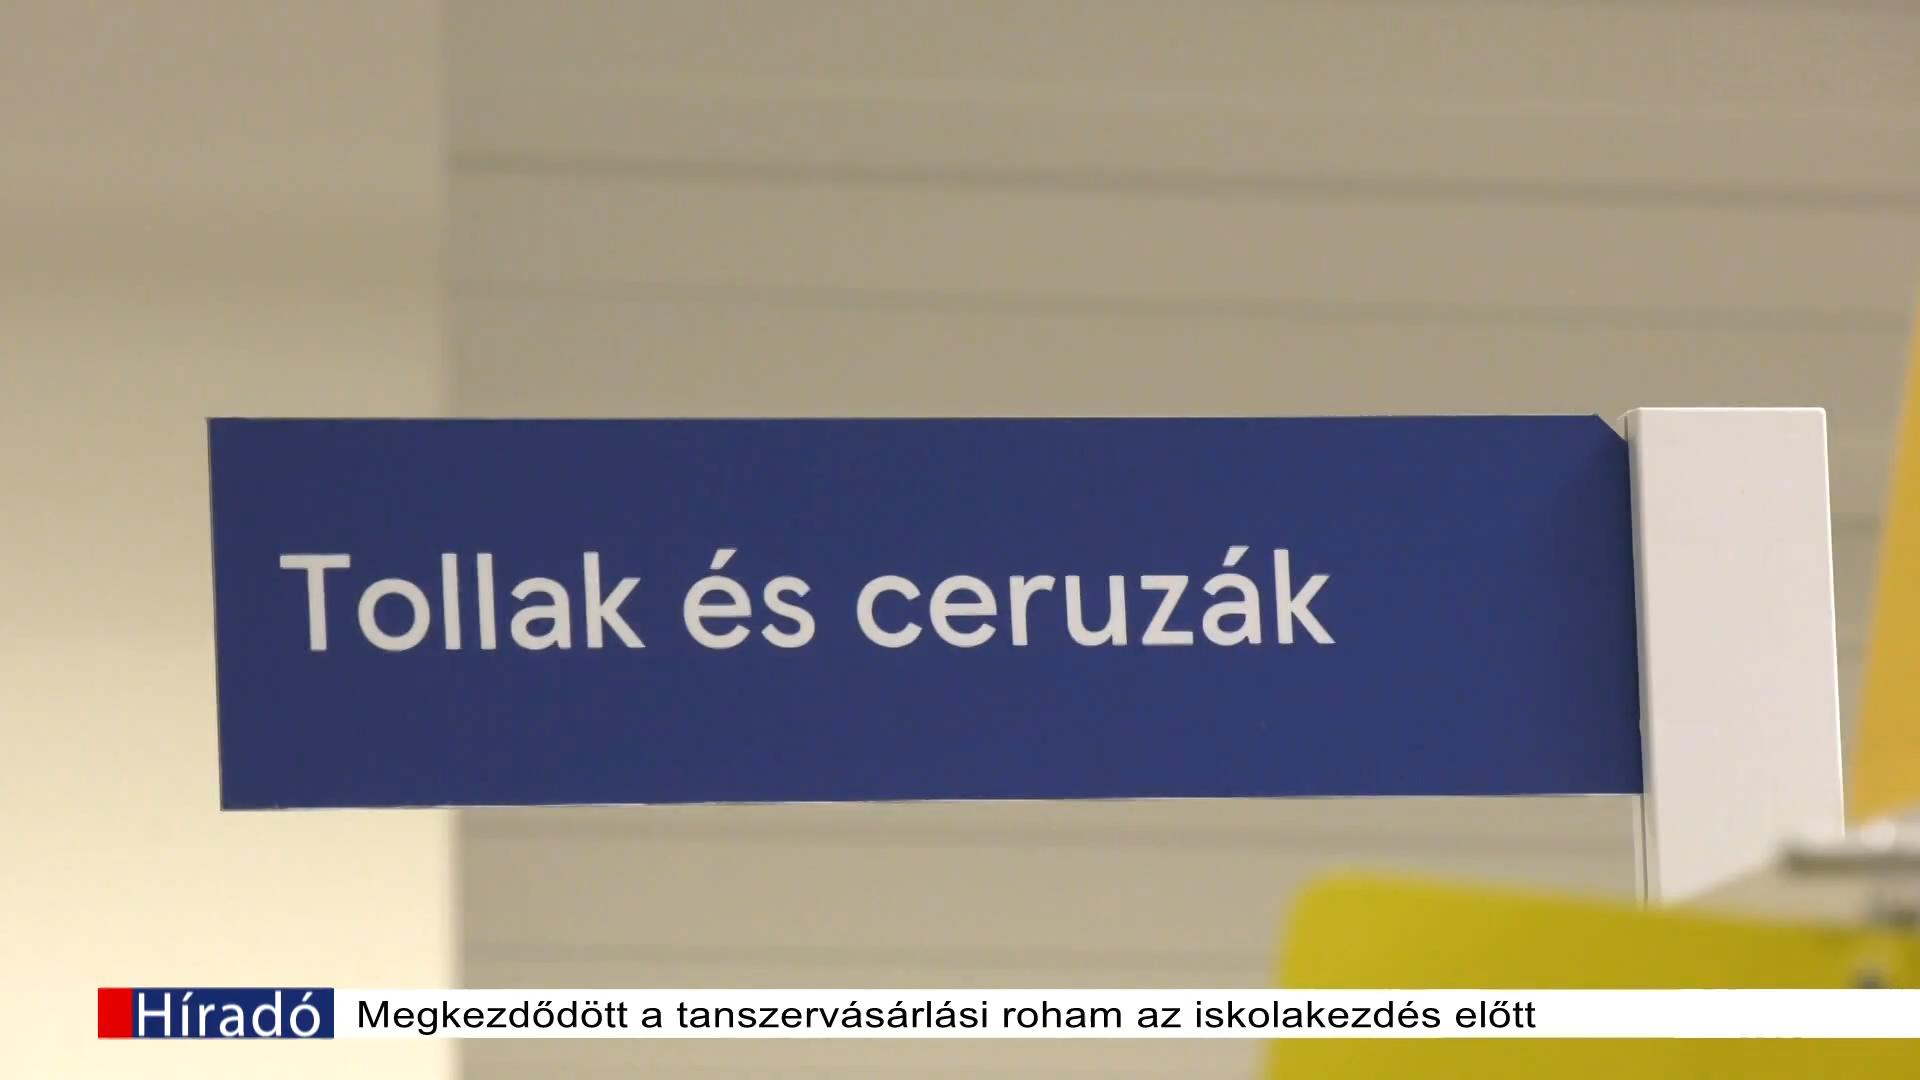 Tollak és ceruzák
Híradó Megkezdődött a tanszervásárlási roham az iskolakezdés előtt